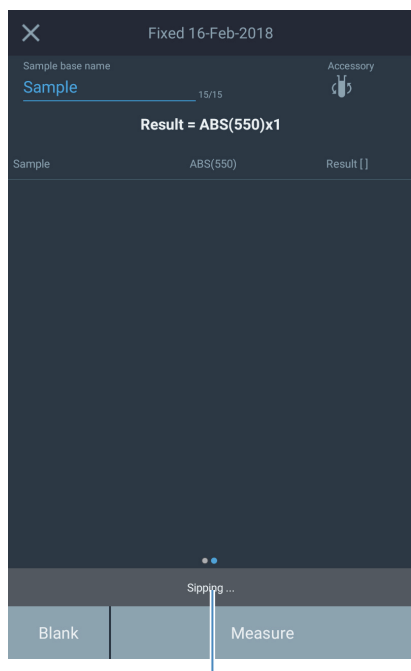 Fixed 16-Feb-2018
Sample base name
Accessory
Sample
15/15
Result = ABS(550)x1
Sample ABS(550) Result [ ]
Sipping ...
Blank Measure